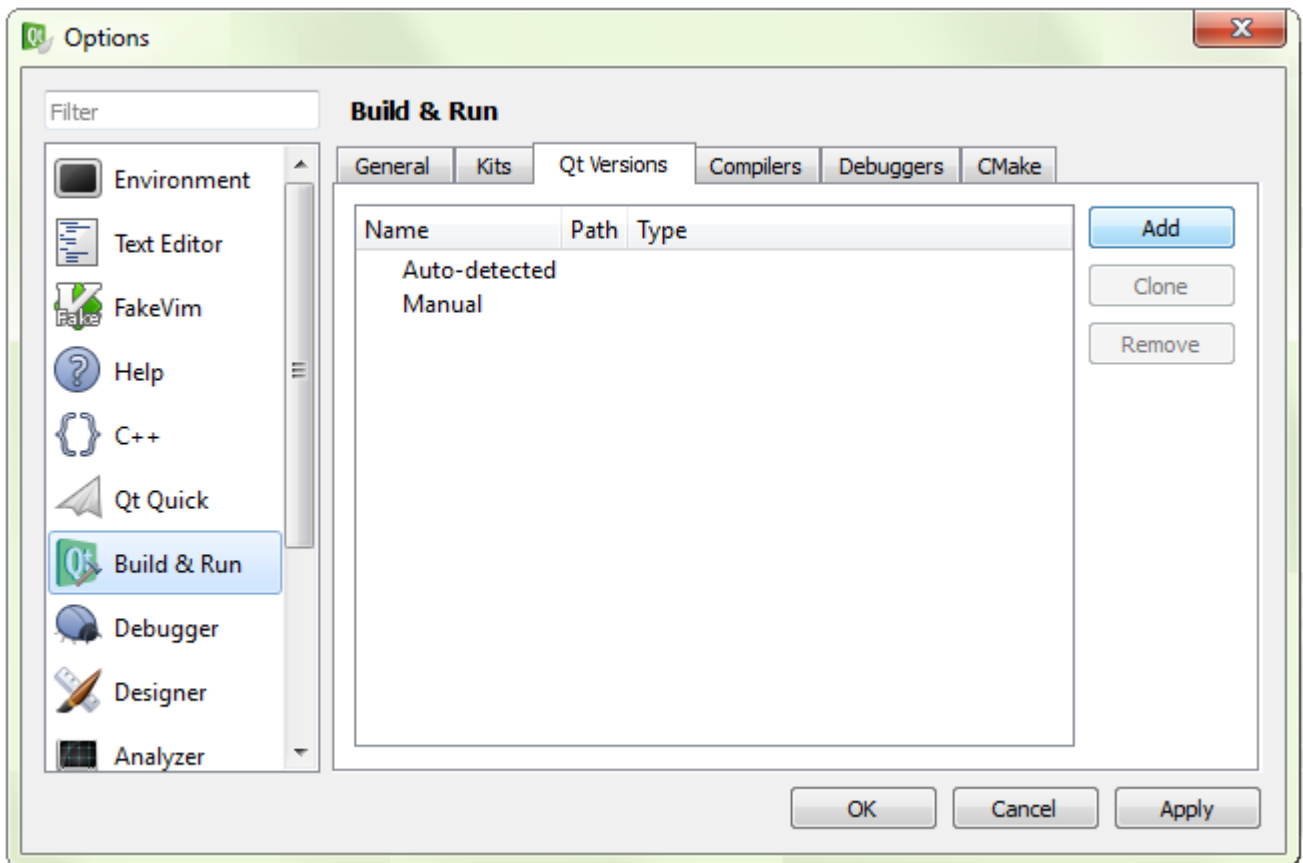 Options
Filter
Build & Run
General Kits Qt Versions Compilers Debuggers CMake
Environment
Text Editor
FakeVim
Help
C++
Qt Quick
Build & Run
Debugger
Designer
Analyzer
Name Path Type
Auto-detected
Manual
Add
Clone
Remove
OK Cancel Apply